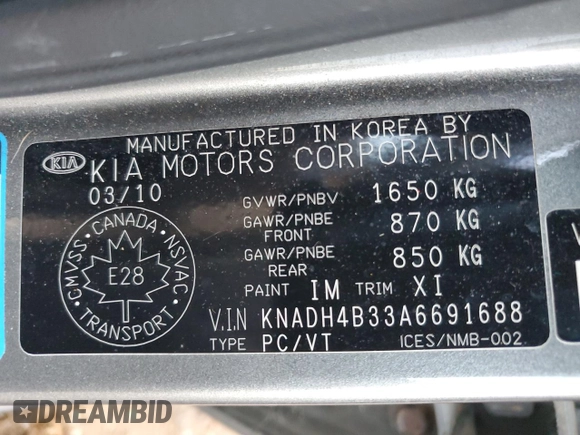 MANUFACTURED IN KOREA BY
KIA KIA MOTORS CORPORATION
03/10
GVWR/PNBV 1650 KG
GAWR/PNBE FRONT 870 KG
GAWR/PNBE REAR 850 KG
PAINT IM TRIM XI
CANADA
CMVSS NSVAC
E28
TRANSPORT
V.I.N KNADH4B33A6691688
TYPE PC/VT ICES/NMB-002
DREAMBID